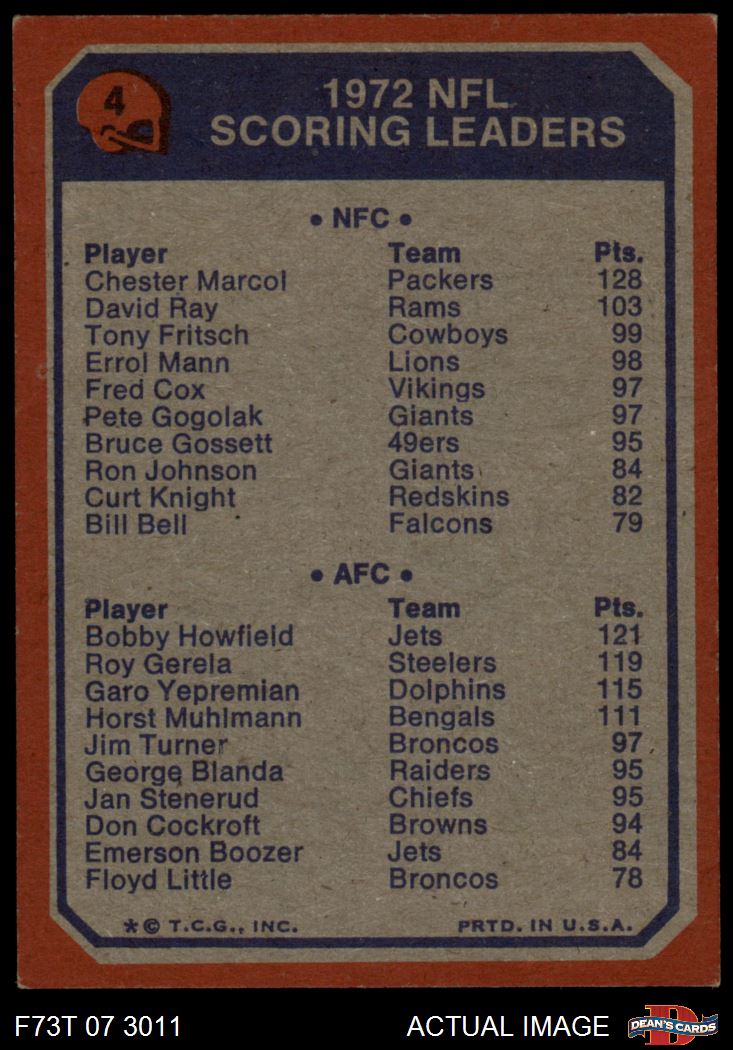 4
1972 NFL
SCORING LEADERS
• NFC •
Player Team Pts.
Chester Marcol Packers 128
David Ray Rams 103
Tony Fritsch Cowboys 99
Errol Mann Lions 98
Fred Cox Vikings 97
Pete Gogolak Giants 97
Bruce Gossett 49ers 95
Ron Johnson Giants 84
Curt Knight Redskins 82
Bill Bell Falcons 79
• AFC •
Player Team Pts.
Bobby Howfield Jets 121
Roy Gerela Steelers 119
Garo Yepremian Dolphins 115
Horst Muhlmann Bengals 111
Jim Turner Broncos 97
George Blanda Raiders 95
Jan Stenerud Chiefs 95
Don Cockroft Browns 94
Emerson Boozer Jets 84
Floyd Little Broncos 78
* © T.C.G., INC. PRTD. IN U.S.A.
F73T 07 3011 ACTUAL IMAGE D DEAN'S CARDS